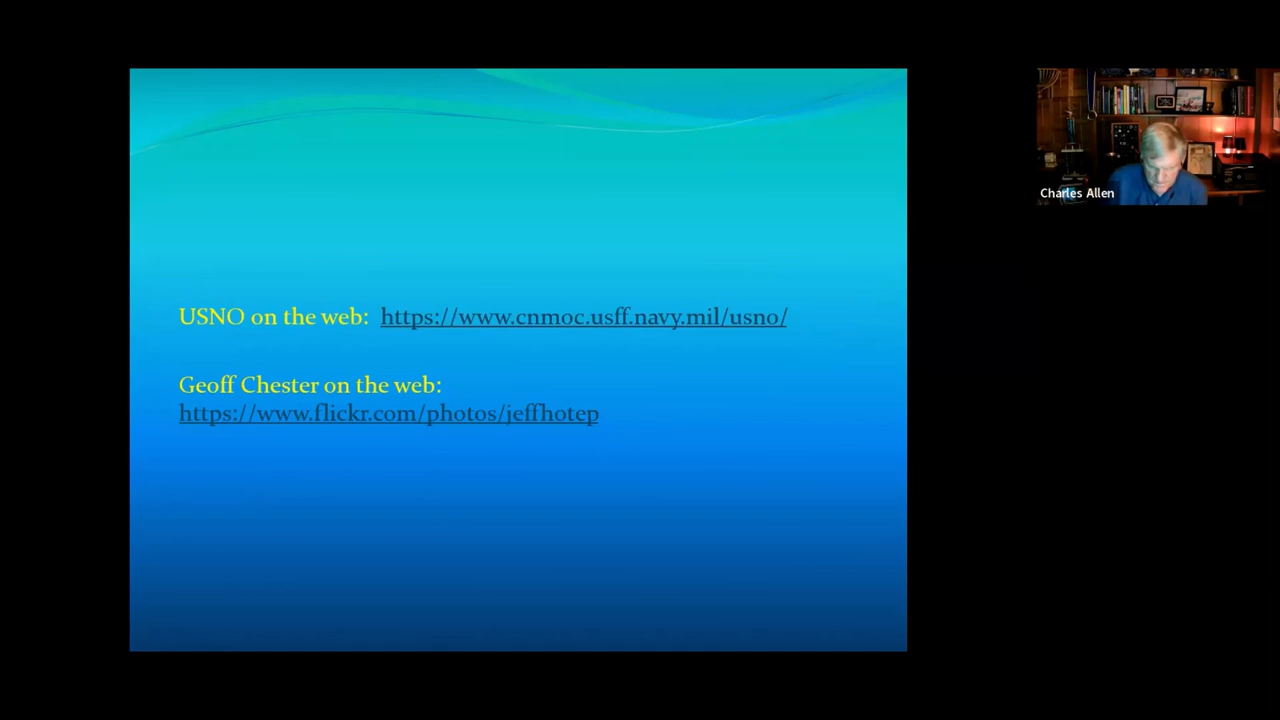 USNO on the web: https://www.cnmoc.usff.navy.mil/usno/
Geoff Chester on the web:
https://www.flickr.com/photos/jeffhotep
Charles Allen